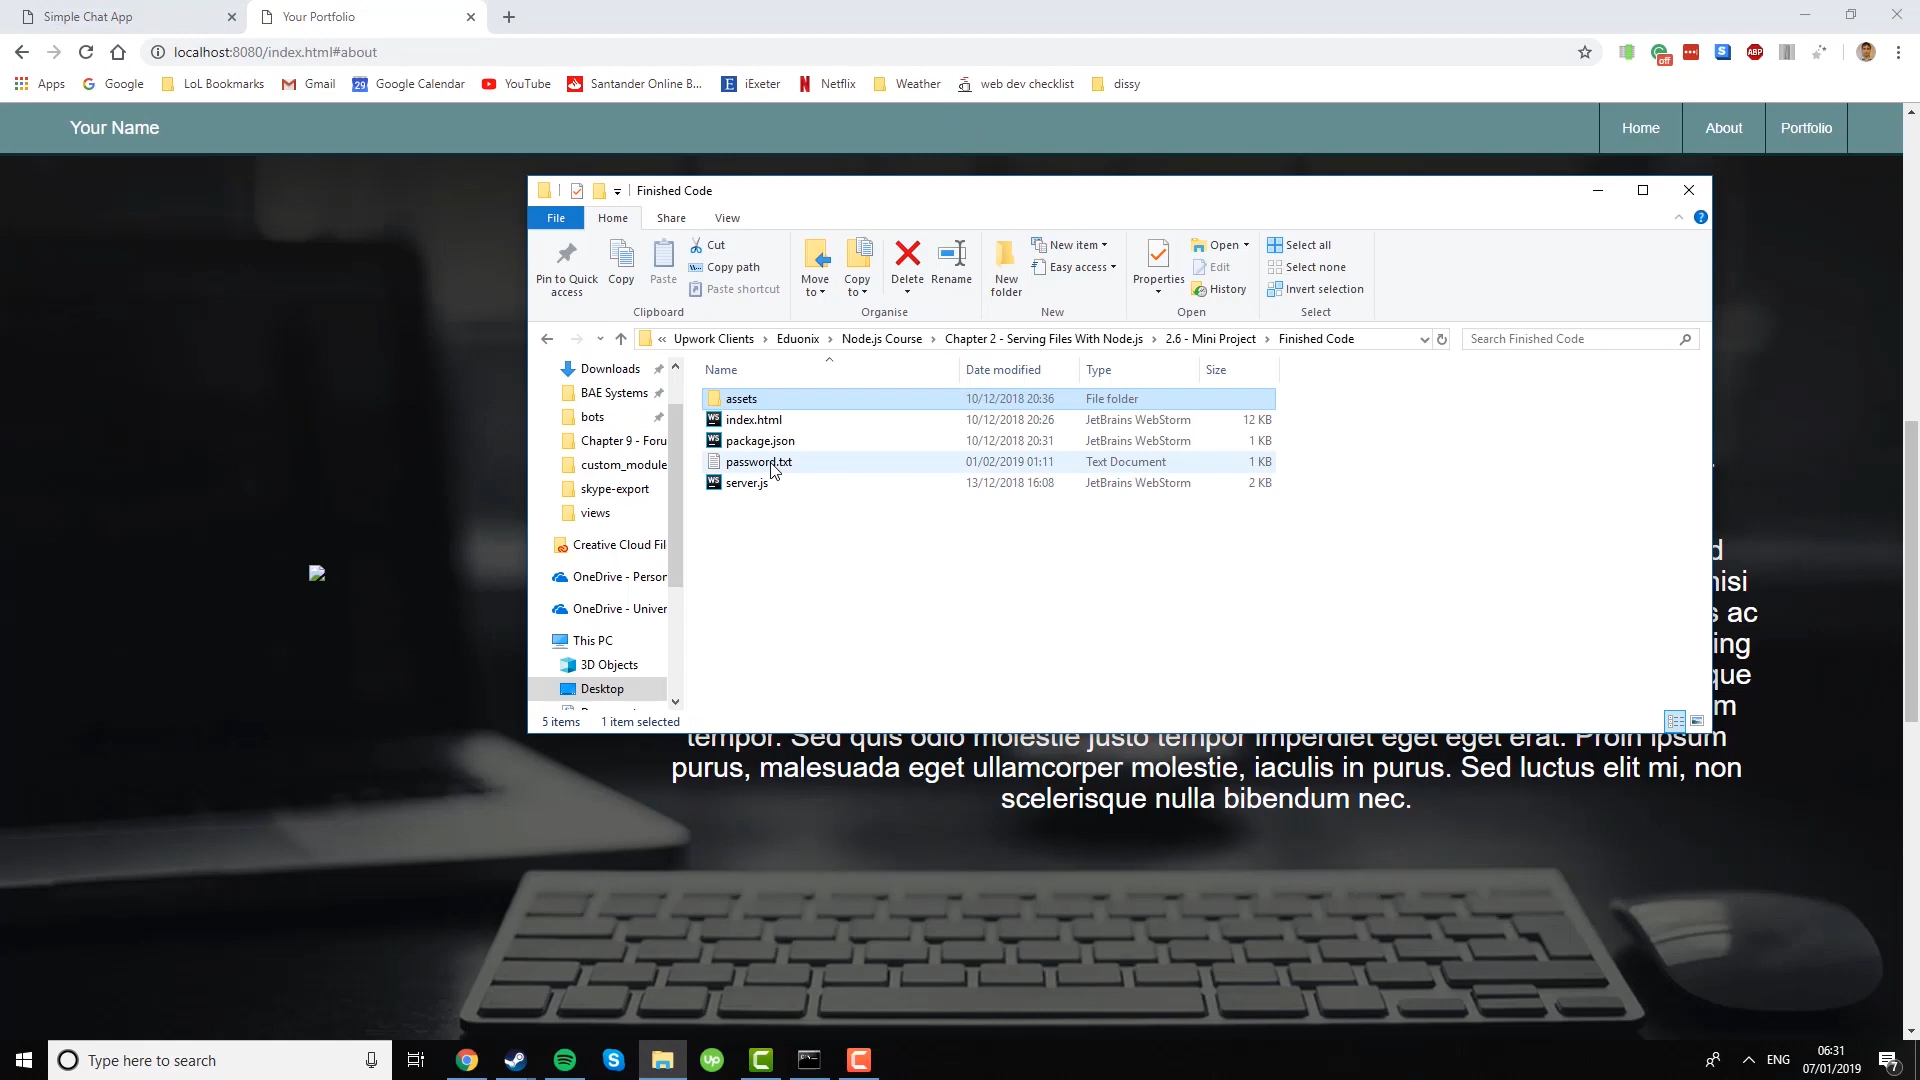 Simple Chat App
Your Portfolio
localhost:8080/index.html#about
off
ABP
Apps
Google
LoL Bookmarks
Gmail
29
Google Calendar
YouTube
Santander Online B...
iExeter
Netflix
Weather
web dev checklist
dissy
Your Name
Home
About
Portfolio
Finished Code
File
Home
Share
View
Pin to Quick
access
Copy
Paste
Cut
Copy path
Paste shortcut
Clipboard
Move
to
Copy
to
Delete
Rename
Organise
New
folder
New item
Easy access
New
Properties
Open
Edit
History
Open
Select all
Select none
Invert selection
Select
« Upwork Clients > Eduonix > Node.js Course > Chapter 2 - Serving Files With Node.js > 2.6 - Mini Project > Finished Code
Search Finished Code
Downloads
BAE Systems
bots
Chapter 9 - Foru
custom_module
skype-export
views
Creative Cloud Fil
OneDrive - Person
OneDrive - Univer
This PC
3D Objects
Desktop
Name Date modified Type Size
assets 10/12/2018 20:36 File folder
index.html 10/12/2018 20:26 JetBrains WebStorm 12 KB
package.json 10/12/2018 20:31 JetBrains WebStorm 1 KB
password.txt 01/02/2019 01:11 Text Document 1 KB
server.js 13/12/2018 16:08 JetBrains WebStorm 2 KB
5 items 1 item selected
d
nisi
s ac
ing
que
m
tempor. Sed quis odio molestie justo tempor imperdiet eget eget erat. Proin ipsum
purus, malesuada eget ullamcorper molestie, iaculis in purus. Sed luctus elit mi, non
scelerisque nulla bibendum nec.
Type here to search
Up
ENG
06:31
07/01/2019
7